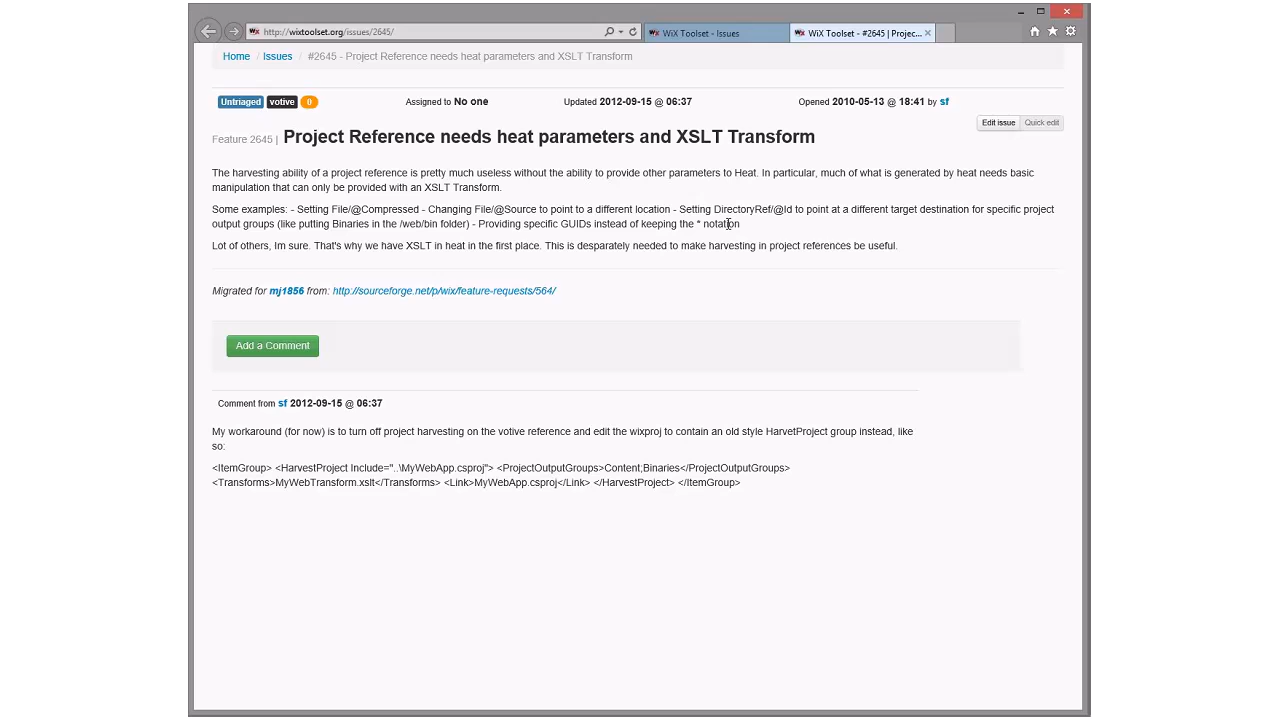 http://wixtoolset.org/issues/2645/
WiX Toolset - Issues
WiX Toolset - #2645 | Projec...
Home / Issues / #2645 - Project Reference needs heat parameters and XSLT Transform
Untriaged votive 0 Assigned to No one Updated 2012-09-15 @ 06:37 Opened 2010-05-13 @ 18:41 by sf
Edit issue Quick edit
Feature 2645 | Project Reference needs heat parameters and XSLT Transform
The harvesting ability of a project reference is pretty much useless without the ability to provide other parameters to Heat. In particular, much of what is generated by heat needs basic
manipulation that can only be provided with an XSLT Transform.
Some examples: - Setting File/@Compressed - Changing File/@Source to point to a different location - Setting DirectoryRef/@Id to point at a different target destination for specific project
output groups (like putting Binaries in the /web/bin folder) - Providing specific GUIDs instead of keeping the * notation
Lot of others, Im sure. That's why we have XSLT in heat in the first place. This is desparately needed to make harvesting in project references be useful.
Migrated for mj1856 from: http://sourceforge.net/p/wix/feature-requests/564/
Add a Comment
Comment from sf 2012-09-15 @ 06:37
My workaround (for now) is to turn off project harvesting on the votive reference and edit the wixproj to contain an old style HarvetProject group instead, like
so:
<ItemGroup> <HarvestProject Include="..\MyWebApp.csproj"> <ProjectOutputGroups>Content;Binaries</ProjectOutputGroups>
<Transforms>MyWebTransform.xslt</Transforms> <Link>MyWebApp.csproj</Link> </HarvestProject> </ItemGroup>